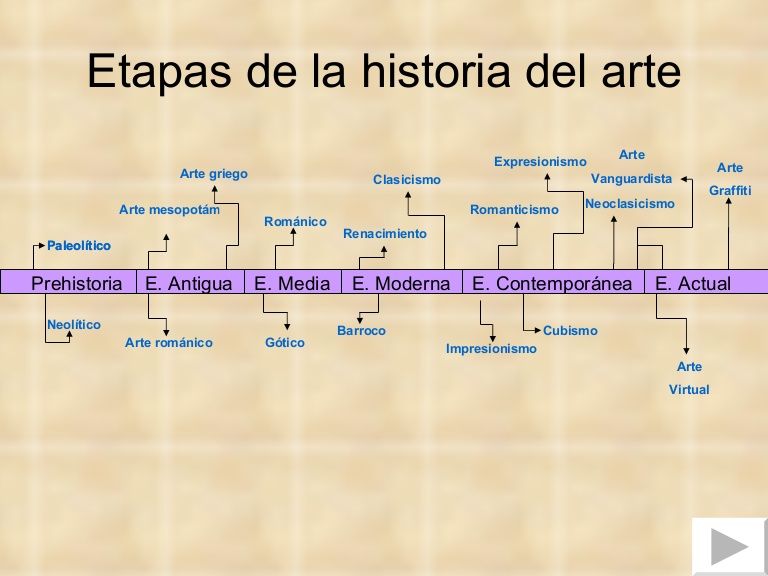 Etapas de la historia del arte
Arte
Expresionismo
Arte
Arte griego
Vanguardista
Clasicismo
Graffiti
Neoclasicismo
Arte mesopotám
Romanticismo
Románico
Renacimiento
Paleolítico
Prehistoria E. Antigua E. Media E. Moderna E. Contemporánea E. Actual
Neolítico
Barroco
Cubismo
Arte románico
Gótico
Impresionismo
Arte
Virtual